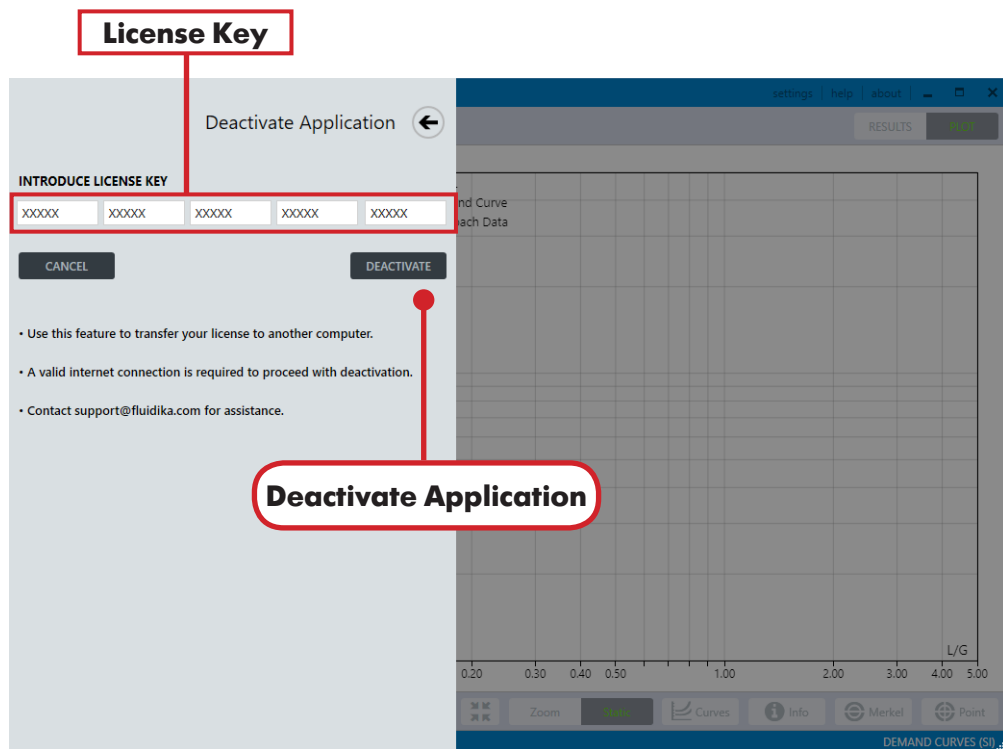 License Key
settings help about
Deactivate Application
RESULTS PLOT
INTRODUCE LICENSE KEY
XXXXX XXXXX XXXXX XXXXX XXXXX
nd Curve
oach Data
CANCEL DEACTIVATE
• Use this feature to transfer your license to another computer.
• A valid internet connection is required to proceed with deactivation.
• Contact support@fluidika.com for assistance.
Deactivate Application
L/G
0.20 0.30 0.40 0.50 1.00 2.00 3.00 4.00 5.00
Zoom Static Curves Info Merkel Point
DEMAND CURVES (SI)